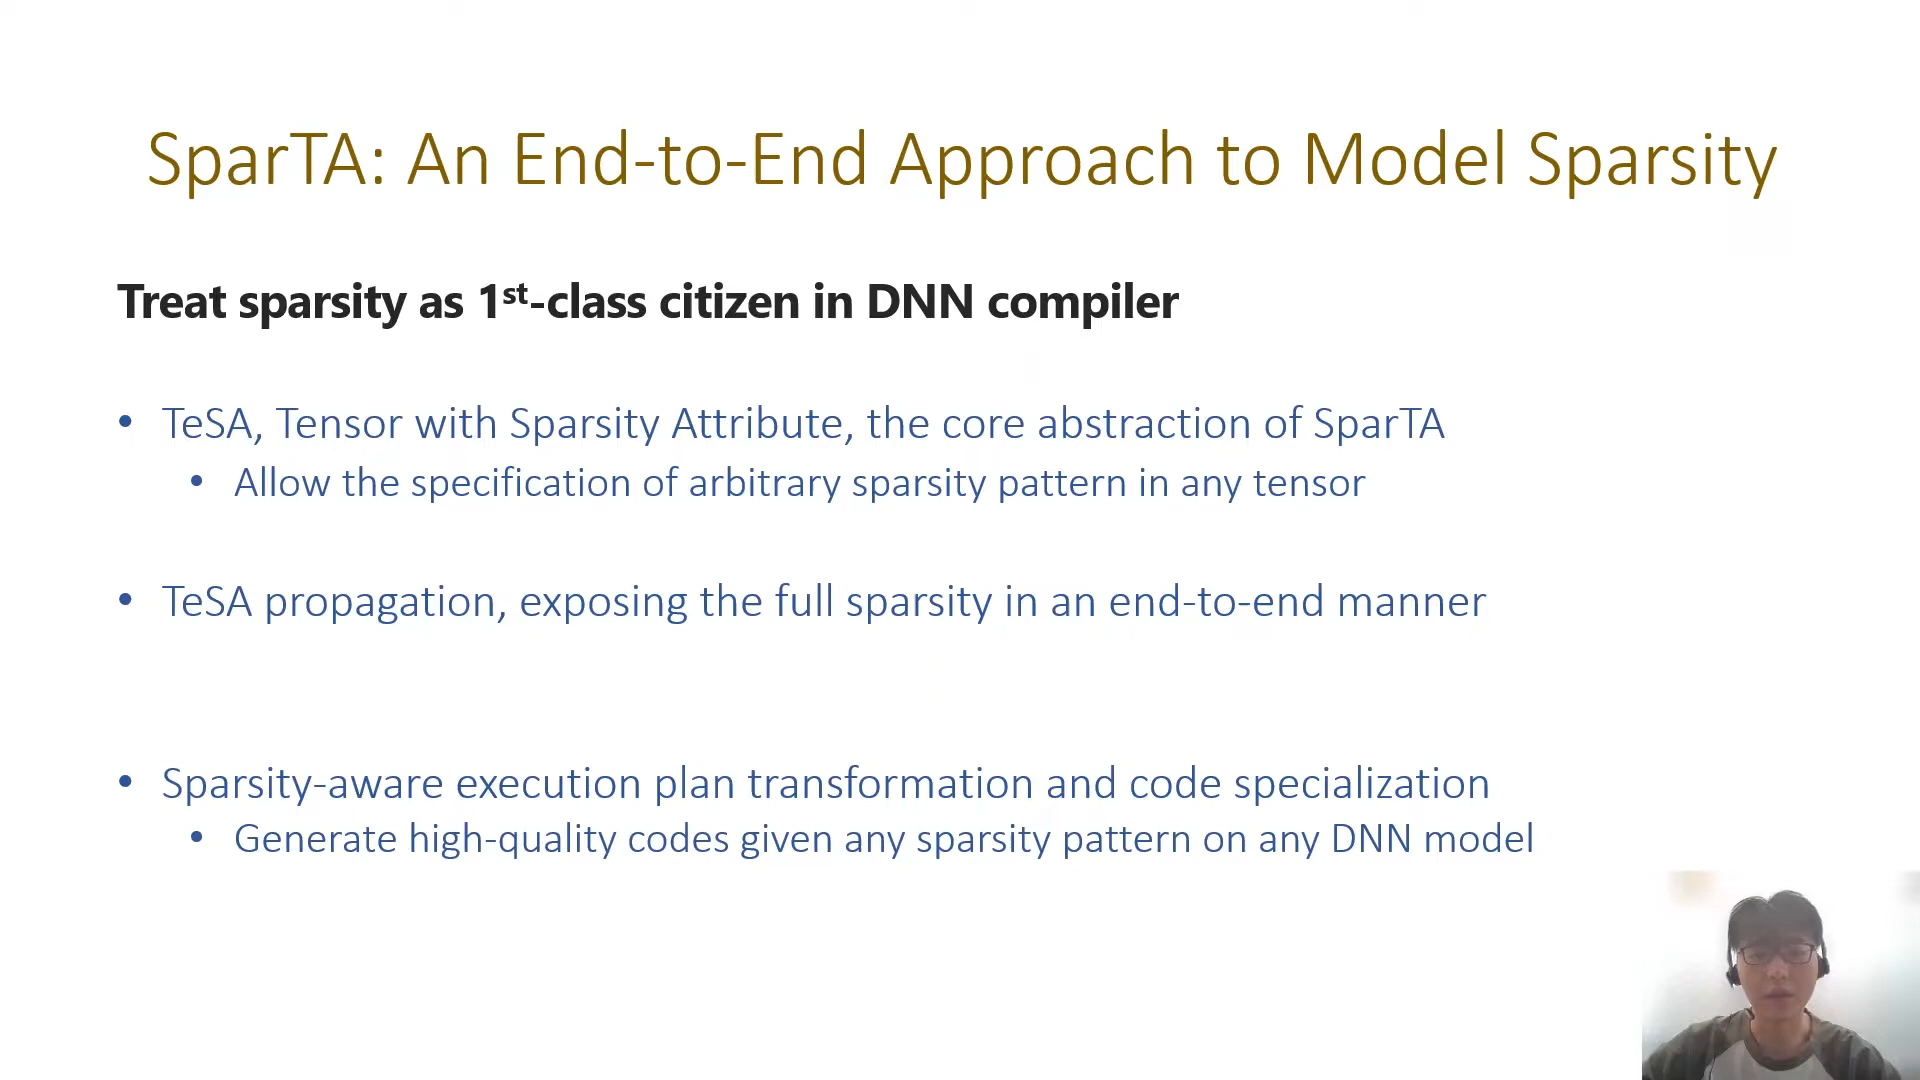 SparTA: An End-to-End Approach to Model Sparsity
Treat sparsity as 1st-class citizen in DNN compiler
• TeSA, Tensor with Sparsity Attribute, the core abstraction of SparTA
• Allow the specification of arbitrary sparsity pattern in any tensor
• TeSA propagation, exposing the full sparsity in an end-to-end manner
• Sparsity-aware execution plan transformation and code specialization
• Generate high-quality codes given any sparsity pattern on any DNN model